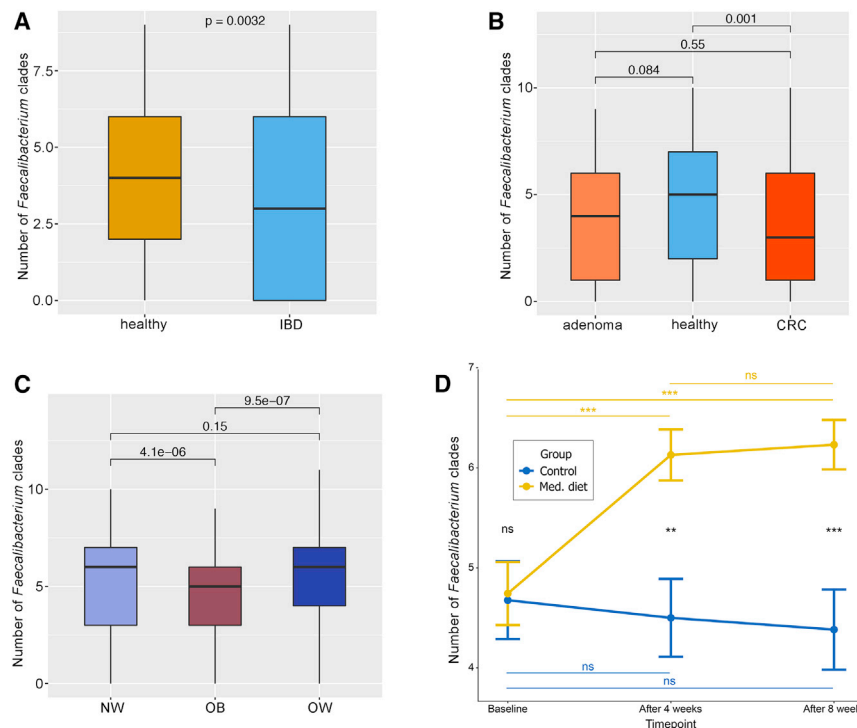 A
p = 0.0032
Number of Faecalibacterium clades
7.5
5.0
2.5
0.0
healthy IBD
B
0.001
0.55
0.084
Number of Faecalibacterium clades
10
5
0
adenoma healthy CRC
C
9.5e−07
0.15
4.1e−06
Number of Faecalibacterium clades
10
5
0
NW OB OW
D
Number of Faecalibacterium clades
7
6
5
4
ns
***
***
Group
Control
Med. diet
ns ** ***
ns
ns
Baseline After 4 weeks After 8 week
Timepoint